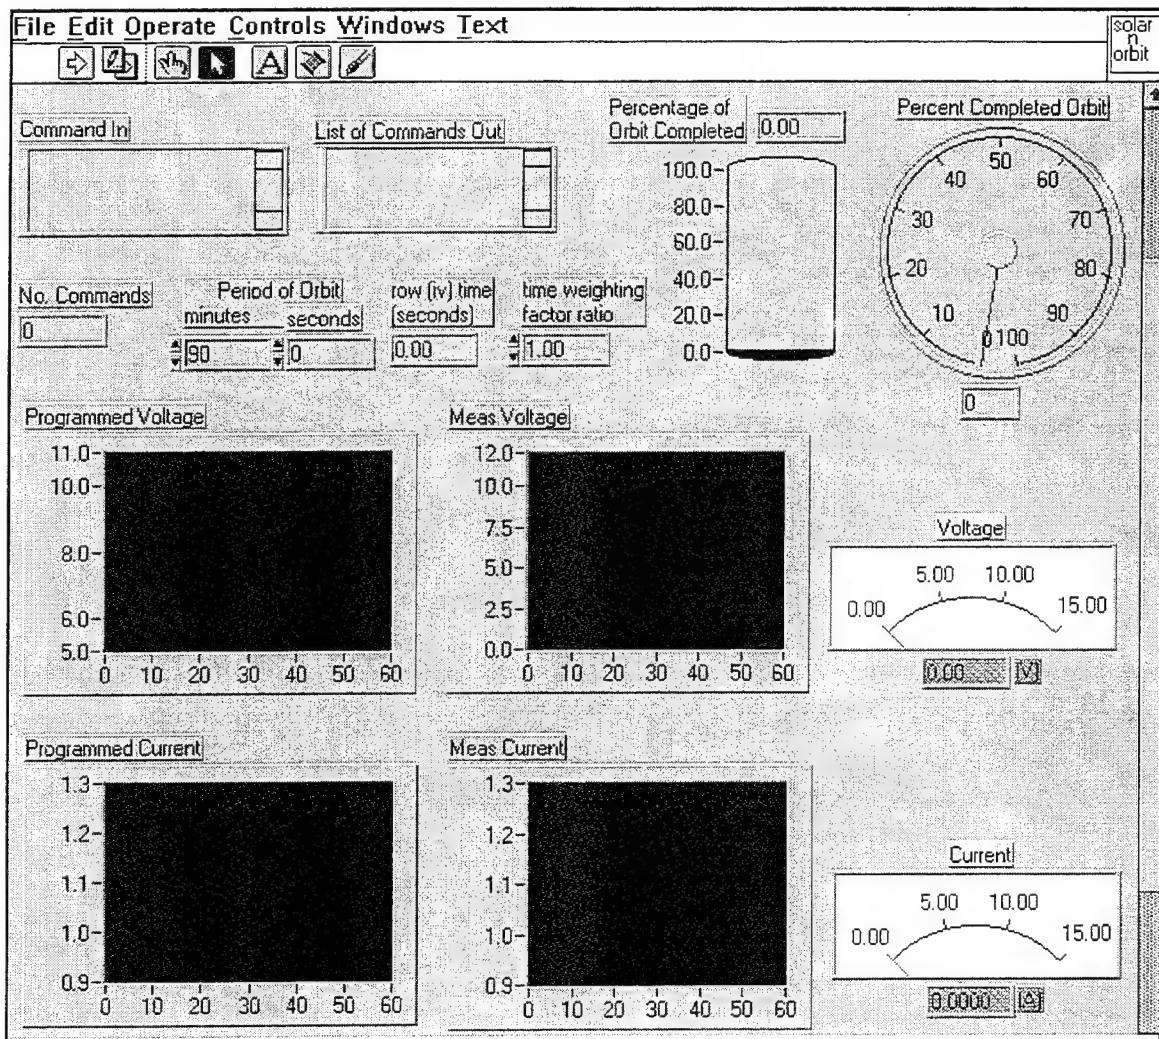 File Edit Operate Controls Windows Text
solar
n
orbit
A
Command In
List of Commands Out
Percentage of
Orbit Completed
0.00
100.0
80.0
60.0
40.0
20.0
0.0
Percent Completed Orbit
0
10
20
30
40
50
60
70
80
90
100
0
No. Commands
0
Period of Orbit
minutes
seconds
90
0
row (iv) time
(seconds)
0.00
time weighting
factor ratio
1.00
Programmed Voltage
11.0
10.0
8.0
6.0
5.0
0 10 20 30 40 50 60
Meas Voltage
12.0
10.0
7.5
5.0
2.5
0.0
0 10 20 30 40 50 60
Voltage
0.00 5.00 10.00 15.00
0.00 [V]
Programmed Current
1.3
1.2
1.1
1.0
0.9
0 10 20 30 40 50 60
Meas Current
1.3
1.2
1.1
1.0
0.9
0 10 20 30 40 50 60
Current
0.00 5.00 10.00 15.00
0.0000 [A]